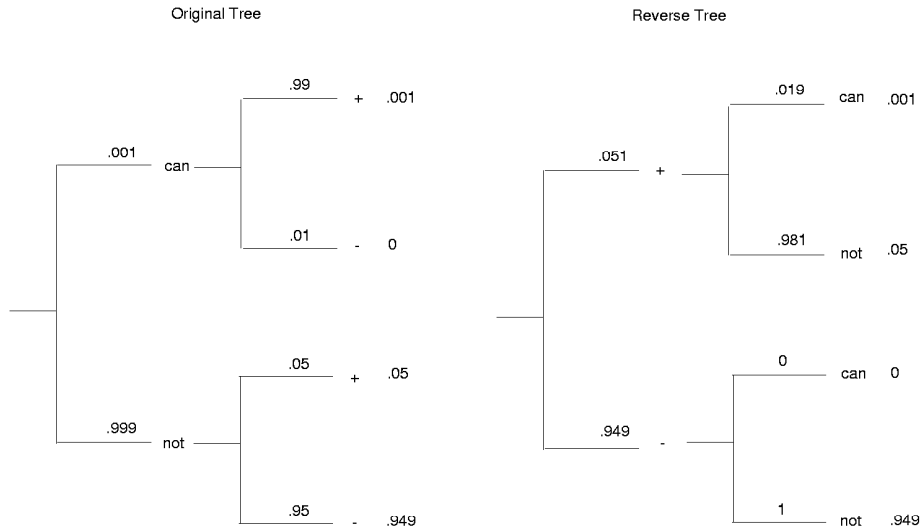 Original Tree
Reverse Tree
.99 + .001
.001 can
.01 - 0
.05 + .05
.999 not
.95 - .949
.019 can .001
.051 +
.981 not .05
0 can 0
.949 -
1 not .949